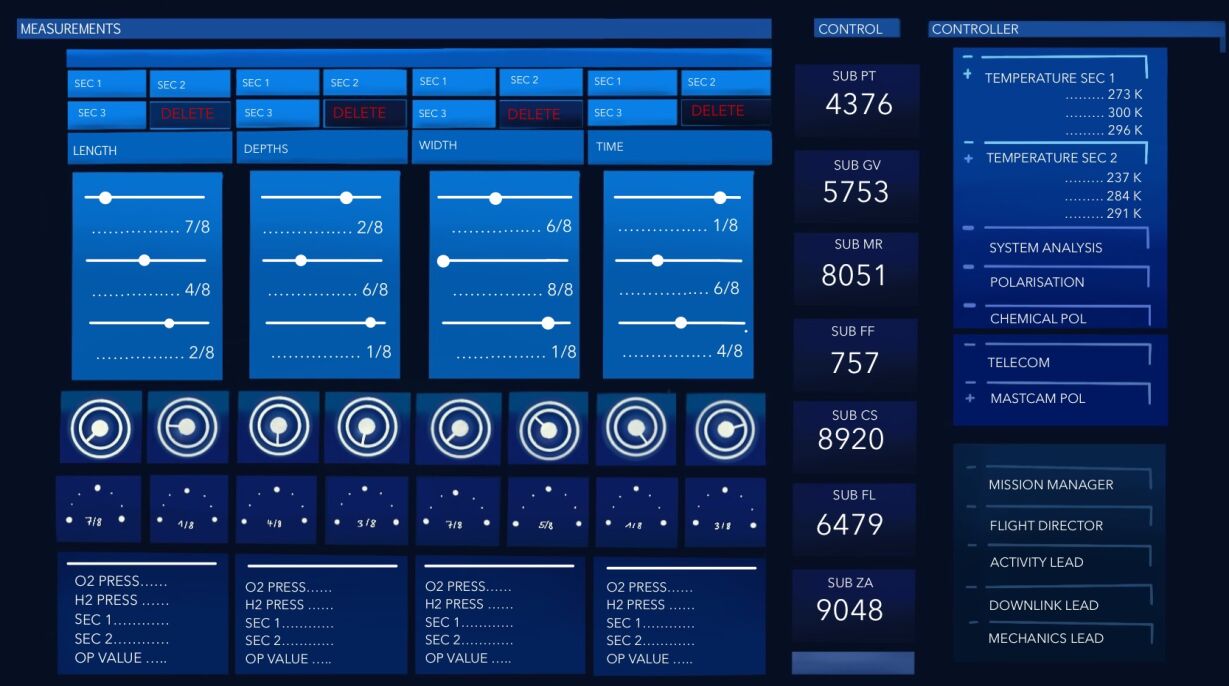 MEASUREMENTS
SEC 1 SEC 2 SEC 1 SEC 2 SEC 1 SEC 2 SEC 1 SEC 2
SEC 3 DELETE SEC 3 DELETE SEC 3 DELETE SEC 3 DELETE
LENGTH DEPTHS WIDTH TIME
................ 7/8 ................ 2/8 ................ 6/8 ................ 1/8
................ 4/8 ................ 6/8 ................ 8/8 ................ 6/8
................ 2/8 ................ 1/8 ................ 1/8 ................ 4/8
7/8 1/8 4/8 3/8 7/8 5/8 1/8 3/8
O2 PRESS...... O2 PRESS...... O2 PRESS...... O2 PRESS......
H2 PRESS ...... H2 PRESS ...... H2 PRESS ...... H2 PRESS ......
SEC 1............ SEC 1............ SEC 1............ SEC 1............
SEC 2............ SEC 2............ SEC 2............ SEC 2............
OP VALUE ..... OP VALUE ..... OP VALUE ..... OP VALUE .....
CONTROL
SUB PT
4376
SUB GV
5753
SUB MR
8051
SUB FF
757
SUB CS
8920
SUB FL
6479
SUB ZA
9048
CONTROLLER
TEMPERATURE SEC 1
......... 273 K
......... 300 K
......... 296 K
TEMPERATURE SEC 2
......... 237 K
......... 284 K
......... 291 K
SYSTEM ANALYSIS
POLARISATION
CHEMICAL POL
TELECOM
MASTCAM POL
MISSION MANAGER
FLIGHT DIRECTOR
ACTIVITY LEAD
DOWNLINK LEAD
MECHANICS LEAD